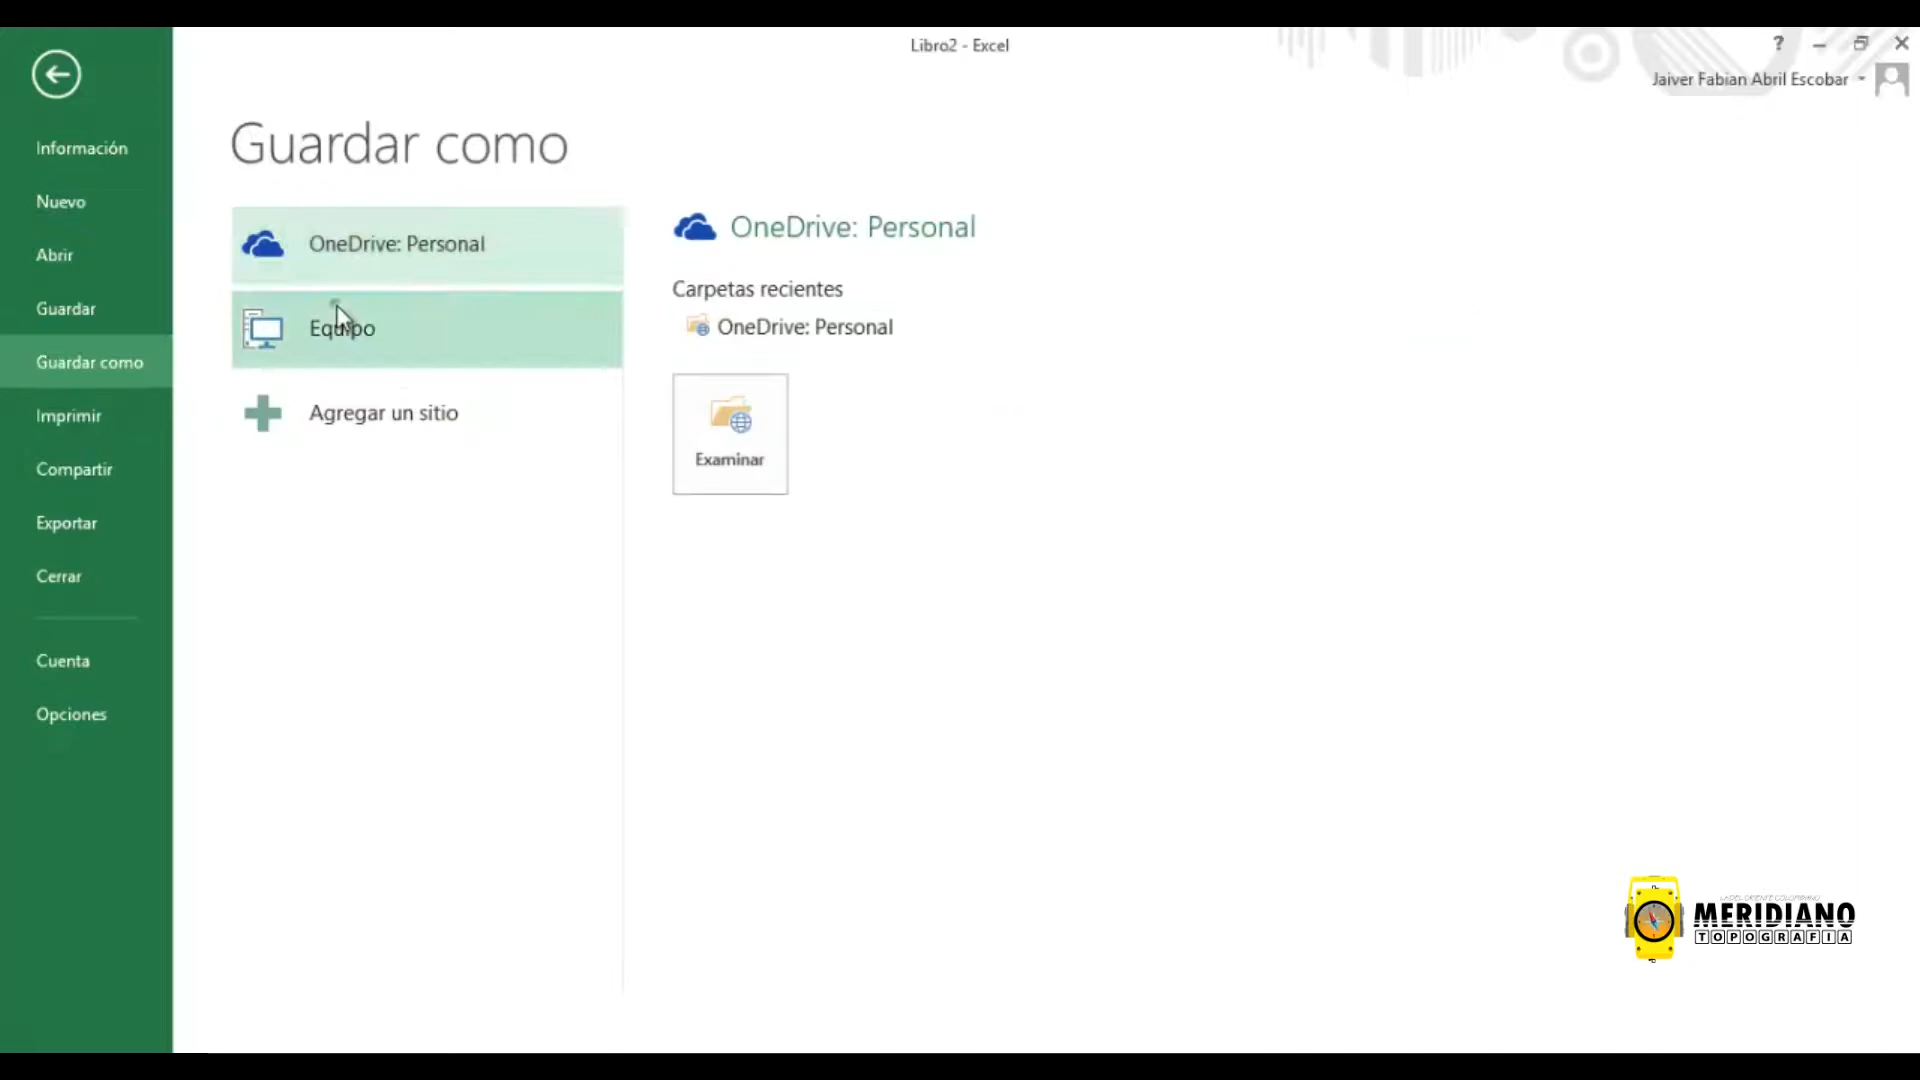 Libro2 - Excel
?
Jaiver Fabian Abril Escobar
Información
Nuevo
Abrir
Guardar
Guardar como
Imprimir
Compartir
Exportar
Cerrar
Cuenta
Opciones
Guardar como
OneDrive: Personal
Equipo
Agregar un sitio
OneDrive: Personal
Carpetas recientes
OneDrive: Personal
Examinar
MERIDIANO
TOPOGRAFIA